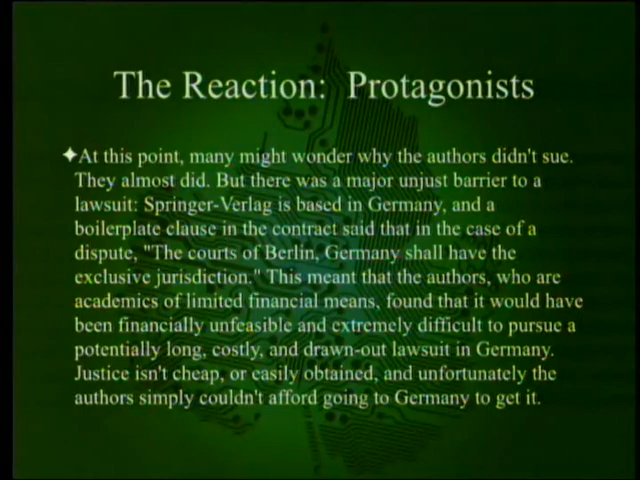 The Reaction: Protagonists
✦At this point, many might wonder why the authors didn't sue.
They almost did. But there was a major unjust barrier to a
lawsuit: Springer-Verlag is based in Germany, and a
boilerplate clause in the contract said that in the case of a
dispute, "The courts of Berlin, Germany shall have the
exclusive jurisdiction." This meant that the authors, who are
academics of limited financial means, found that it would have
been financially unfeasible and extremely difficult to pursue a
potentially long, costly, and drawn-out lawsuit in Germany.
Justice isn't cheap, or easily obtained, and unfortunately the
authors simply couldn't afford going to Germany to get it.